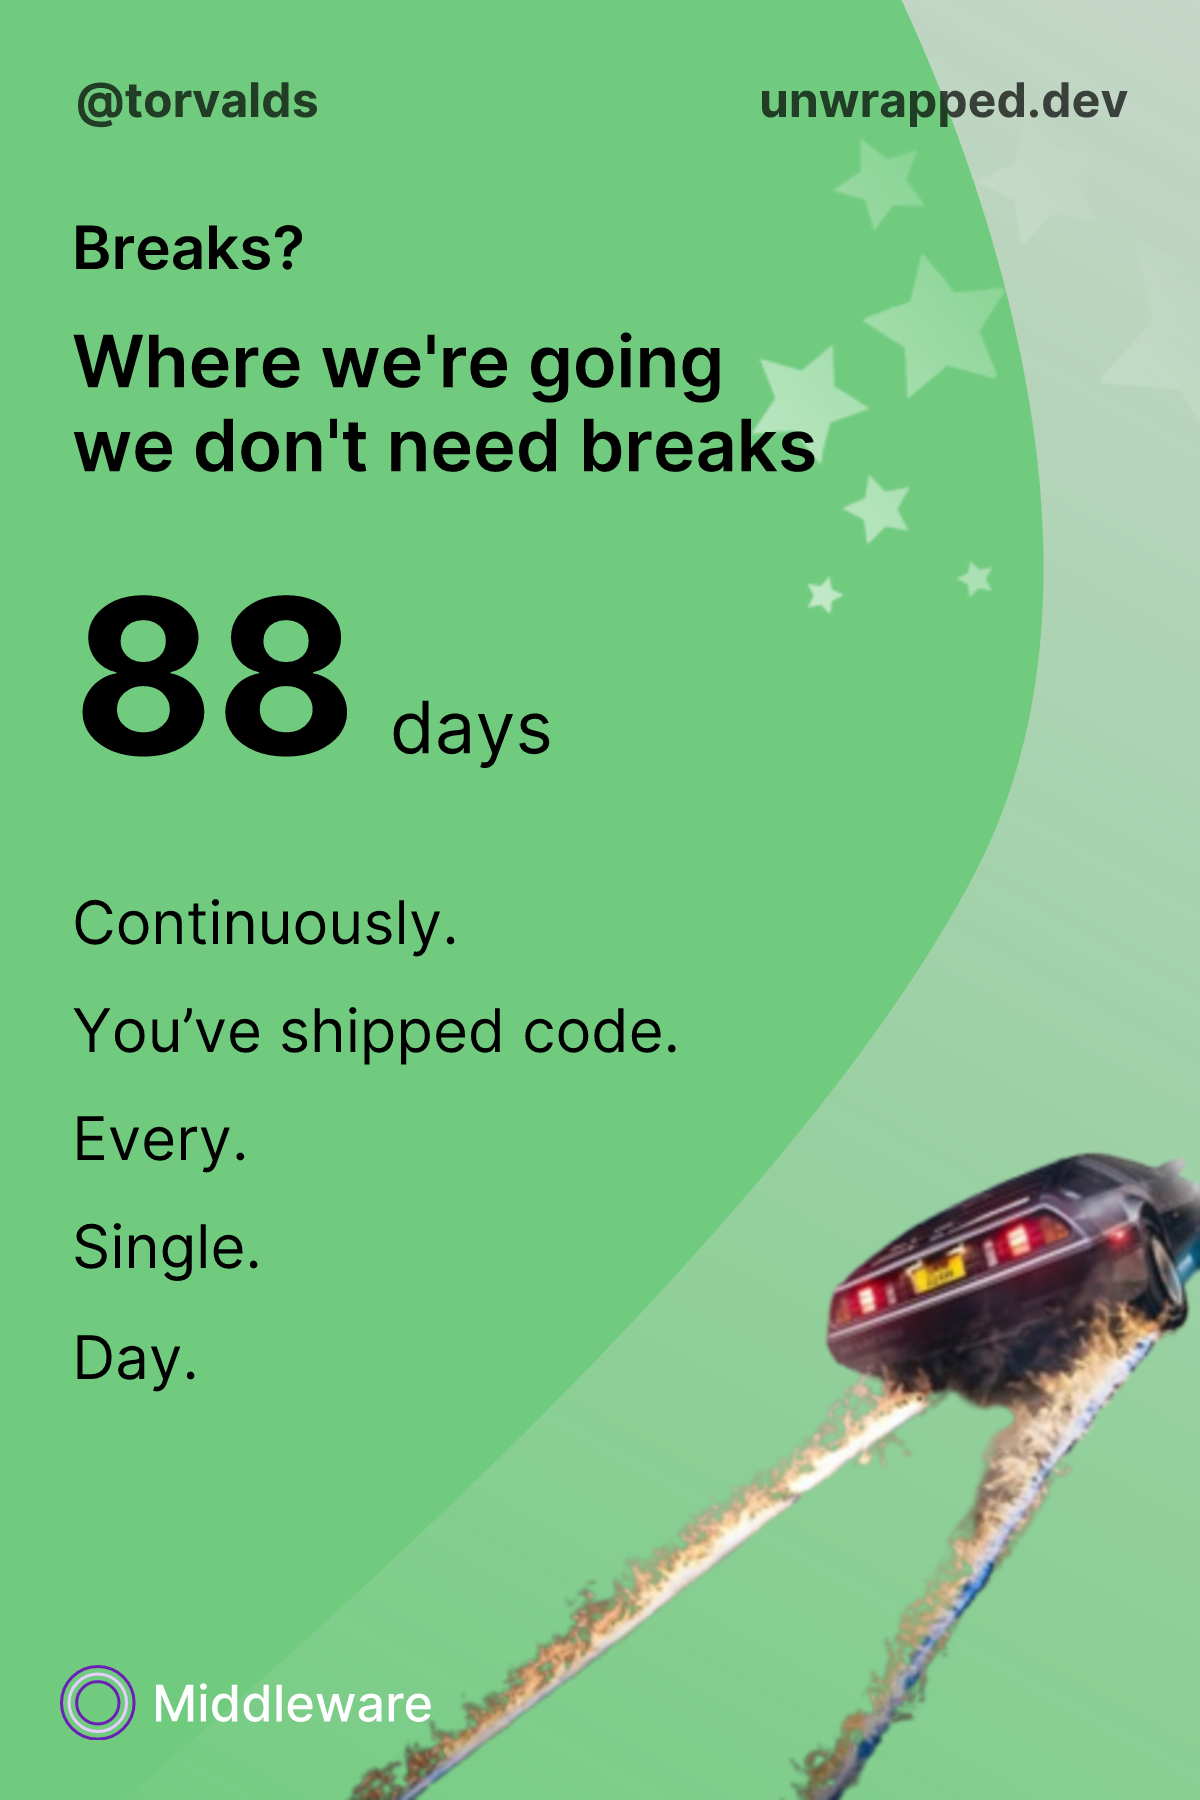 @torvalds
unwrapped.dev
Breaks?
Where we're going
we don't need breaks
88 days
Continuously.
You’ve shipped code.
Every.
Single.
Day.
Middleware